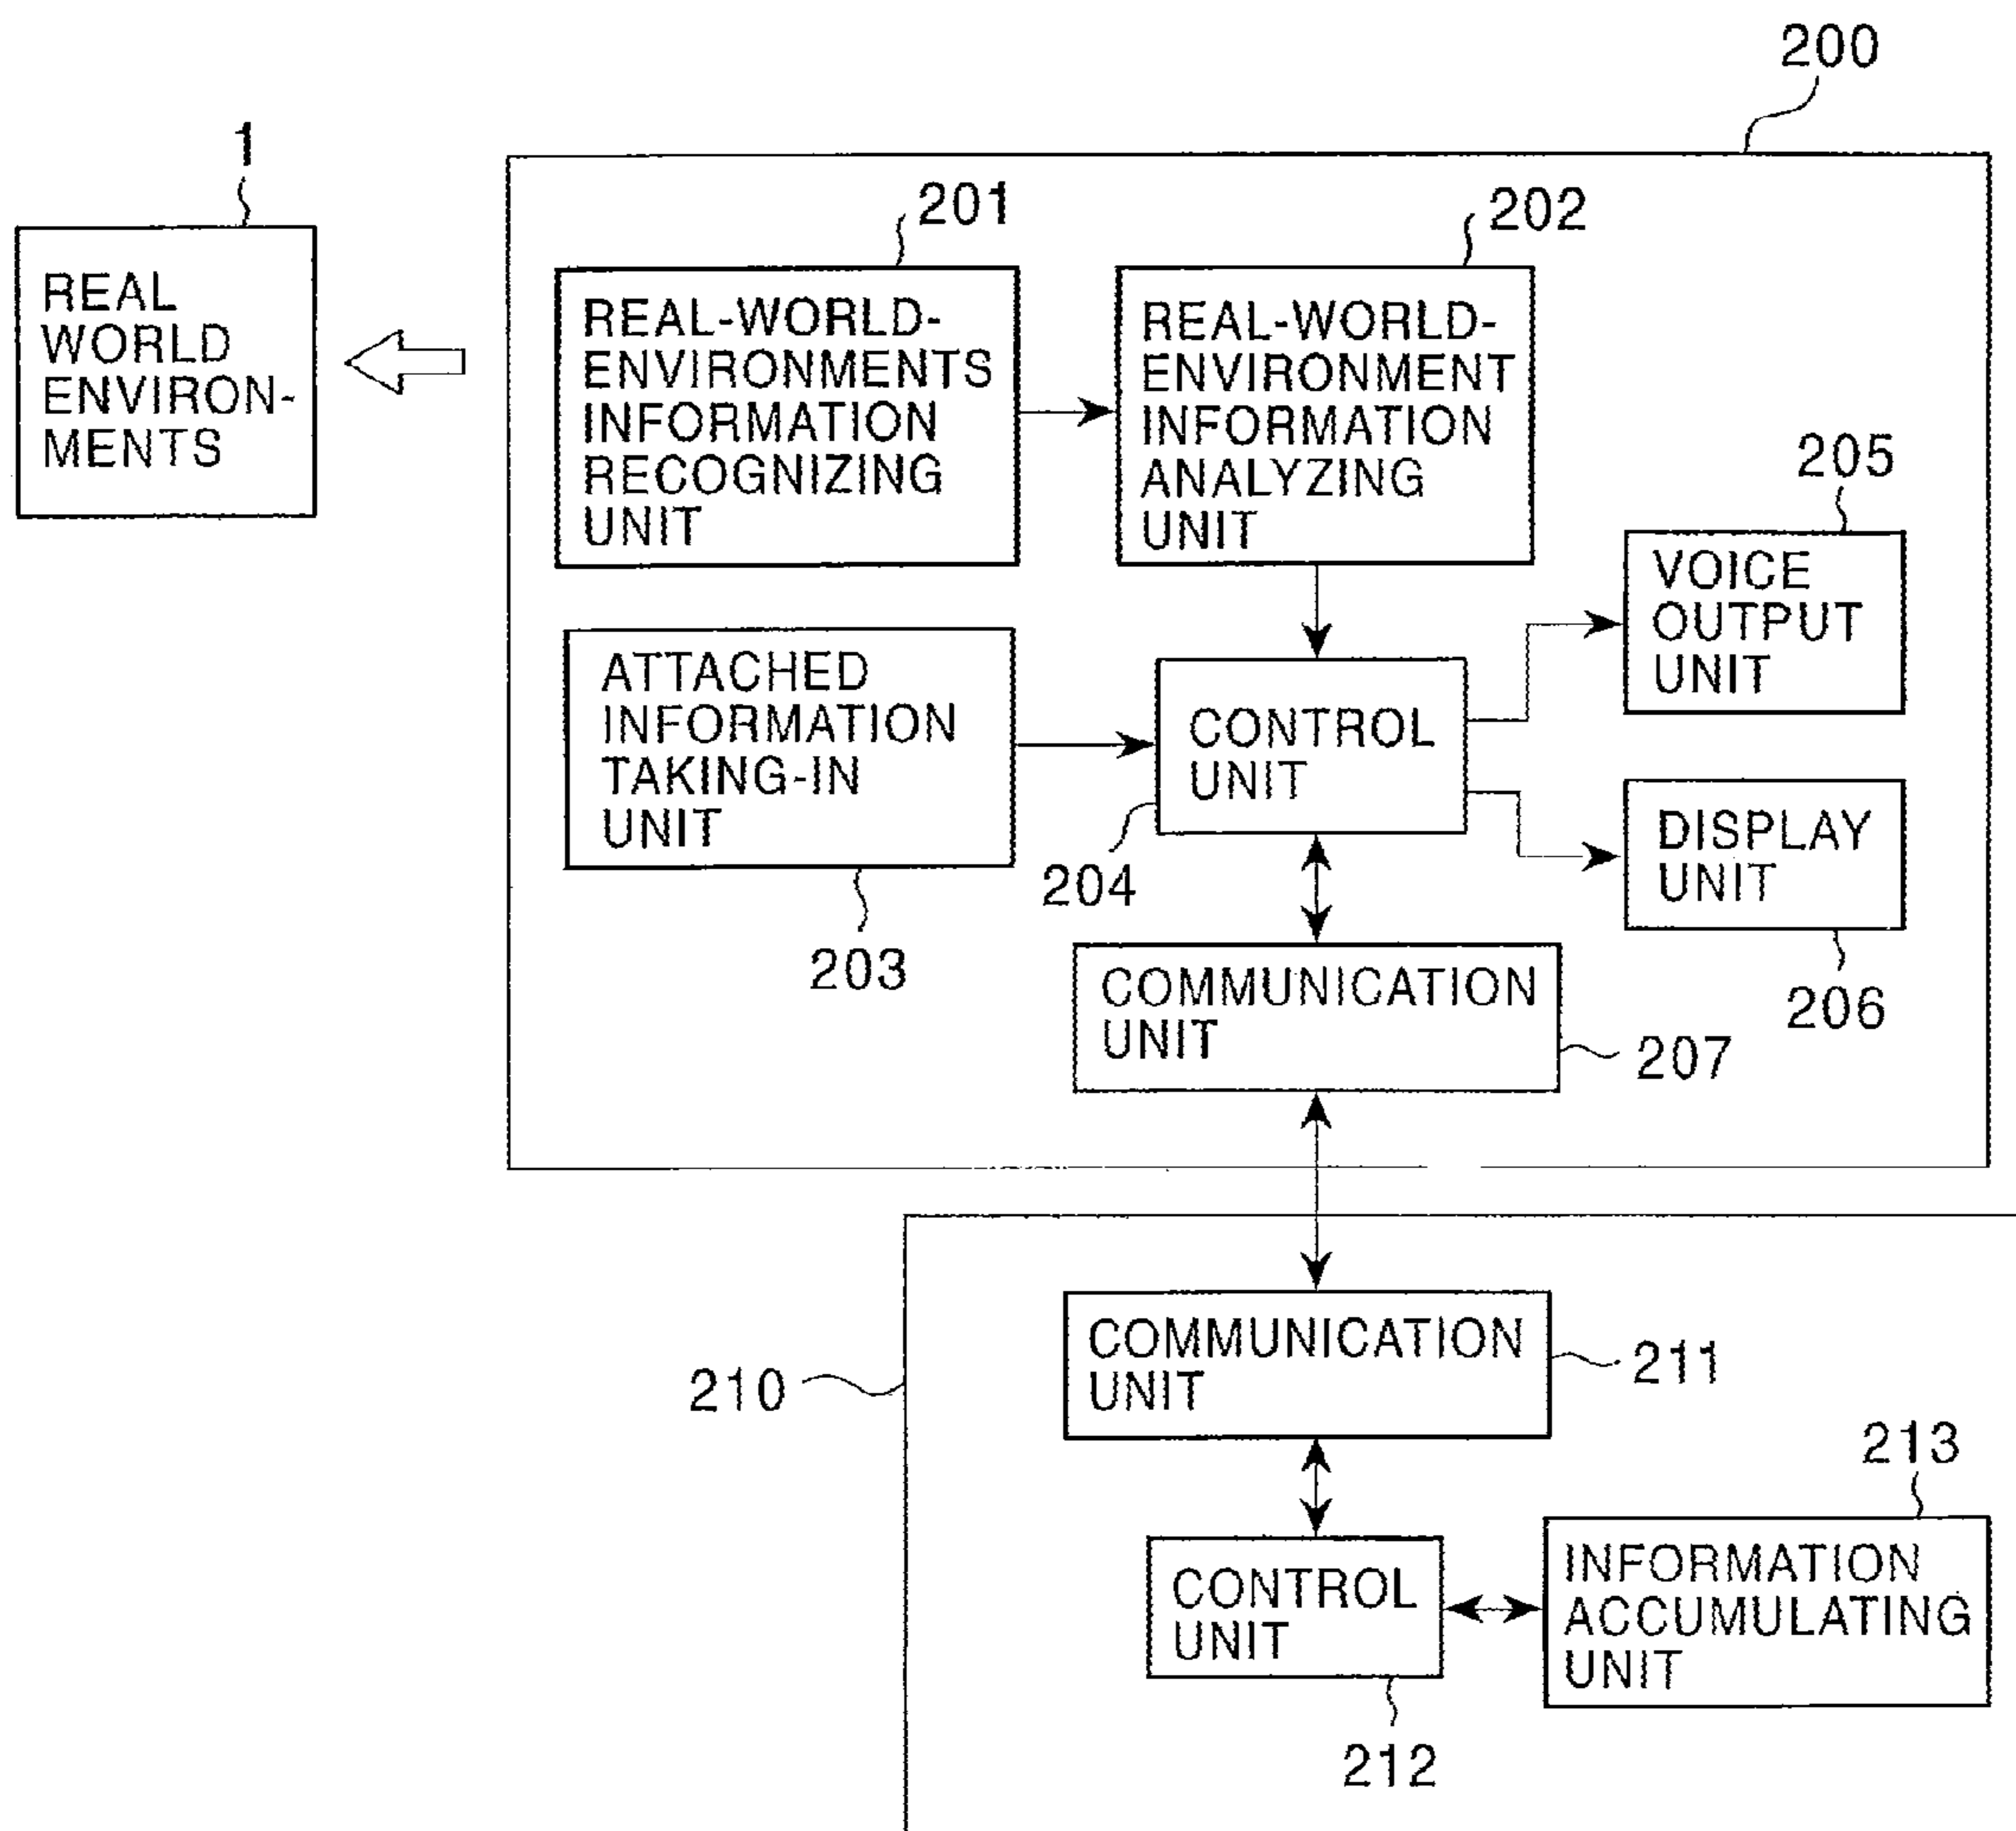 200
1
REAL
WORLD
ENVIRON-
MENTS
201
REAL-WORLD-
ENVIRONMENTS
INFORMATION
RECOGNIZING
UNIT
202
REAL-WORLD-
ENVIRONMENT
INFORMATION
ANALYZING
UNIT
205
VOICE
OUTPUT
UNIT
ATTACHED
INFORMATION
TAKING-IN
UNIT
203
CONTROL
UNIT
204
DISPLAY
UNIT
206
COMMUNICATION
UNIT
207
210
COMMUNICATION
UNIT
211
CONTROL
UNIT
212
213
INFORMATION
ACCUMULATING
UNIT